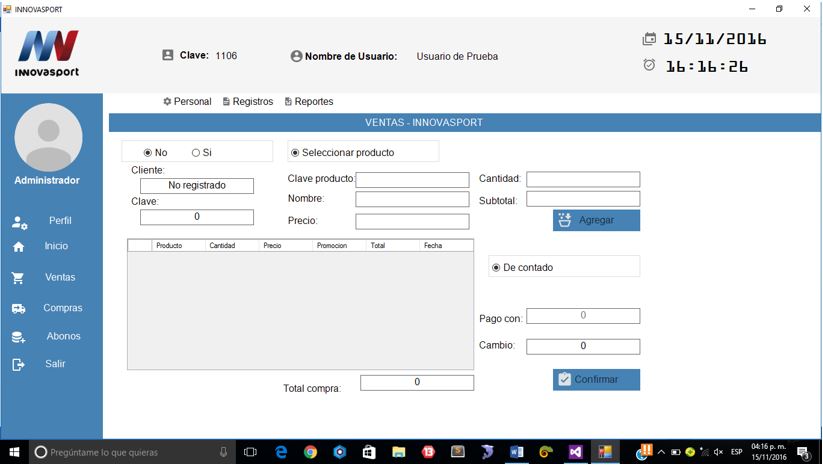 INNOVASPORT
INNOVASPORT
Clave: 1106
Nombre de Usuario: Usuario de Prueba
15/11/2016
16:16:26
Personal Registros Reportes
VENTAS - INNOVASPORT
Administrador
Perfil
Inicio
Ventas
Compras
Abonos
Salir
No Si
Seleccionar producto
Cliente:
No registrado
Clave:
0
Clave producto:
Nombre:
Precio:
Cantidad:
Subtotal:
Agregar
Producto Cantidad Precio Promocion Total Fecha
De contado
Pago con: 0
Cambio: 0
Total compra: 0
Confirmar
Pregúntame lo que quieras
ESP
04:16 p. m.
15/11/2016